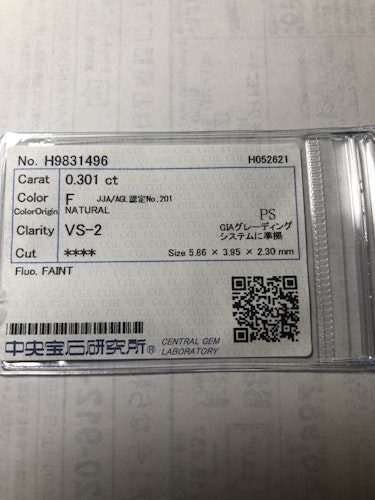 No. H9831496 H052621
Carat 0.301 ct
Color F JJA/AGL認定No.201
ColorOrigin NATURAL
PS
Clarity VS-2 GIAグレーディング
システムに準拠
Cut **** Size 5.86 × 3.95 × 2.30 mm
Fluo. FAINT
中央宝石研究所® CENTRAL GEM
LABORATORY